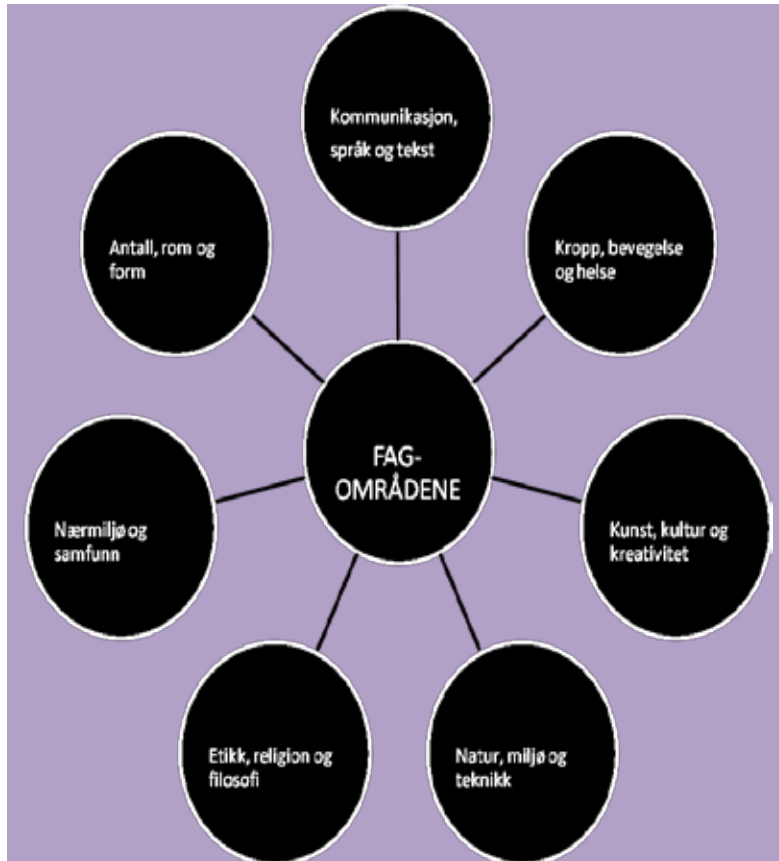 Kommunikasjon,
språk og tekst
Kropp, bevegelse
og helse
Kunst, kultur og
kreativitet
Natur, miljø og
teknikk
Etikk, religion og
filosofi
Nærmiljø og
samfunn
Antall, rom og
form
FAG-
OMRÅDENE